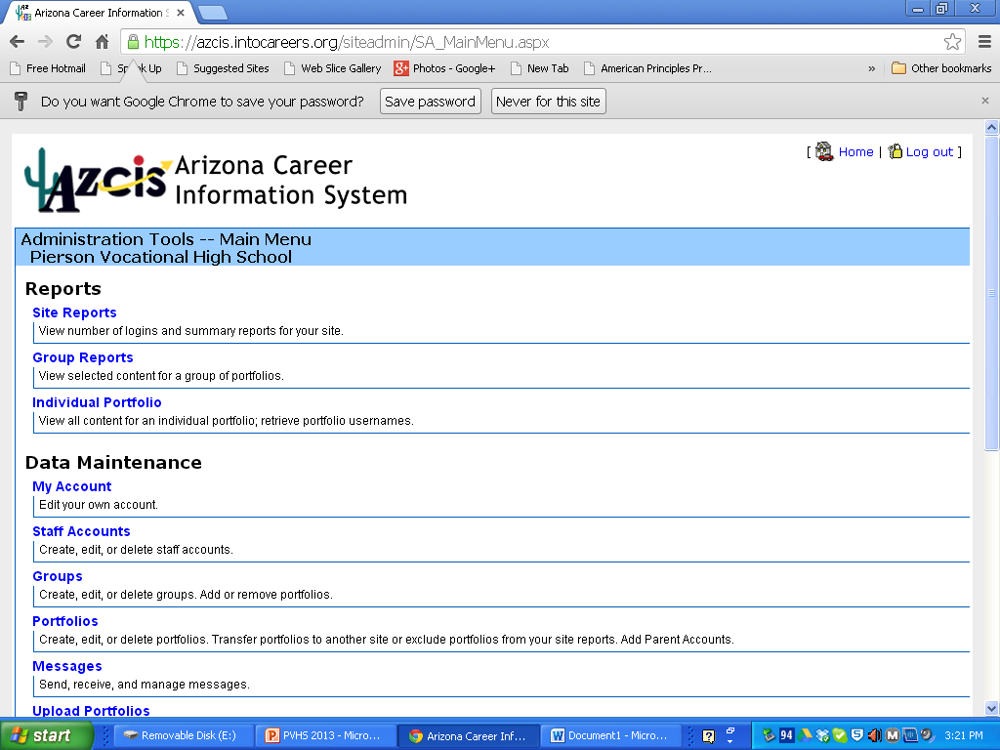 Arizona Career Information S
https://azcis.intocareers.org/siteadmin/SA_MainMenu.aspx
Free Hotmail Sp k Up Suggested Sites Web Slice Gallery Photos - Google+ New Tab American Principles Pr... » Other bookmarks
Do you want Google Chrome to save your password? Save password Never for this site
[ Home | Log out ]
AZCIS Arizona Career
Information System
Administration Tools -- Main Menu
Pierson Vocational High School
Reports
Site Reports
View number of logins and summary reports for your site.
Group Reports
View selected content for a group of portfolios.
Individual Portfolio
View all content for an individual portfolio; retrieve portfolio usernames.
Data Maintenance
My Account
Edit your own account.
Staff Accounts
Create, edit, or delete staff accounts.
Groups
Create, edit, or delete groups. Add or remove portfolios.
Portfolios
Create, edit, or delete portfolios. Transfer portfolios to another site or exclude portfolios from your site reports. Add Parent Accounts.
Messages
Send, receive, and manage messages.
Upload Portfolios
start Removable Disk (E:) PVHS 2013 - Micro... Arizona Career Inf... Document1 - Micro... 94 3:21 PM